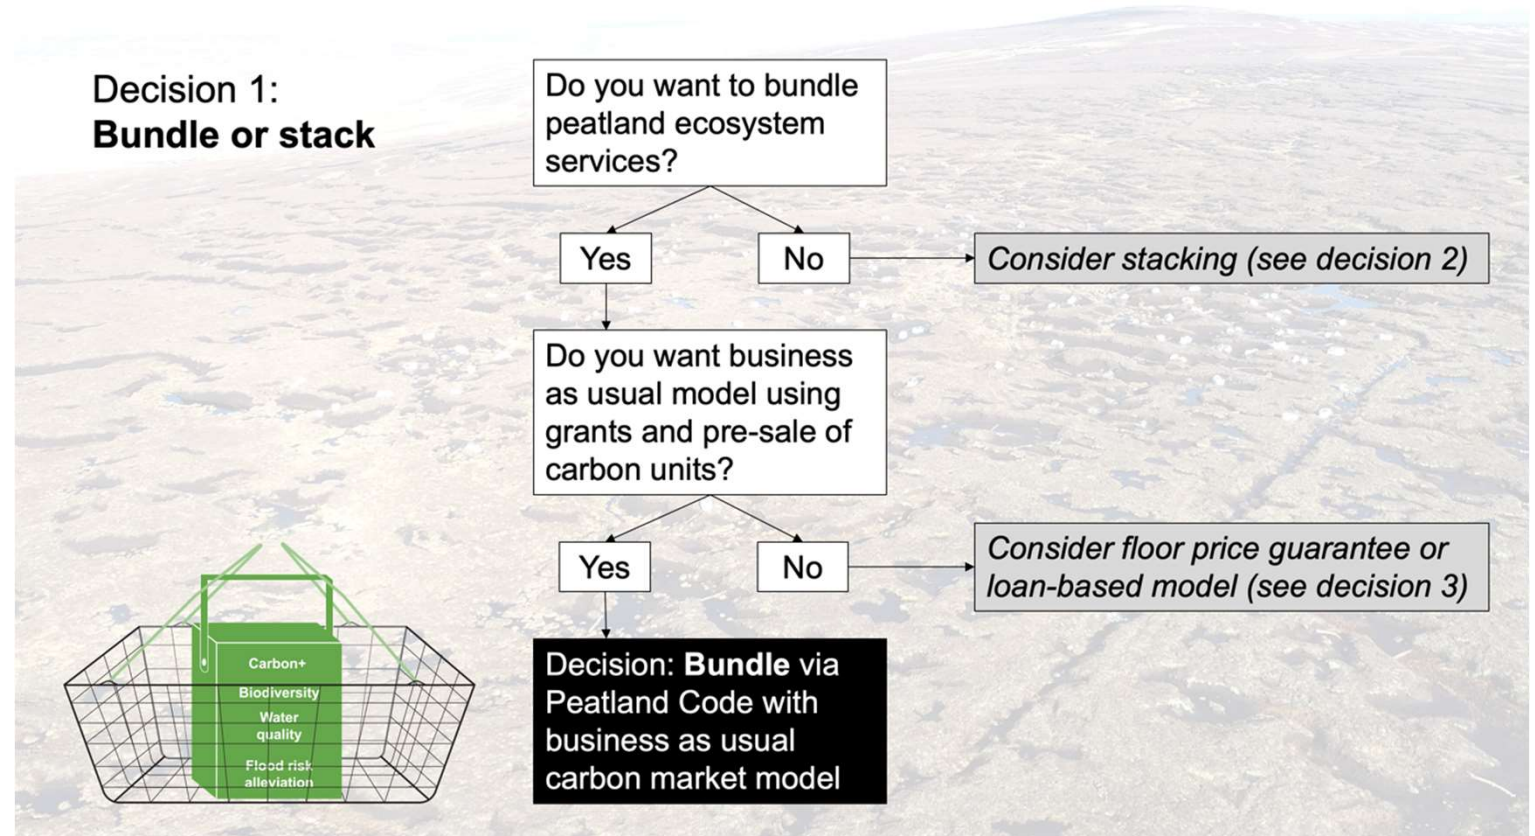 Decision 1:
Bundle or stack
Do you want to bundle
peatland ecosystem
services?
Yes
No
Consider stacking (see decision 2)
Do you want business
as usual model using
grants and pre-sale of
carbon units?
Yes
No
Consider floor price guarantee or
loan-based model (see decision 3)
Decision: Bundle via
Peatland Code with
business as usual
carbon market model
Carbon+
Biodiversity
Water
quality
Flood risk
alleviation